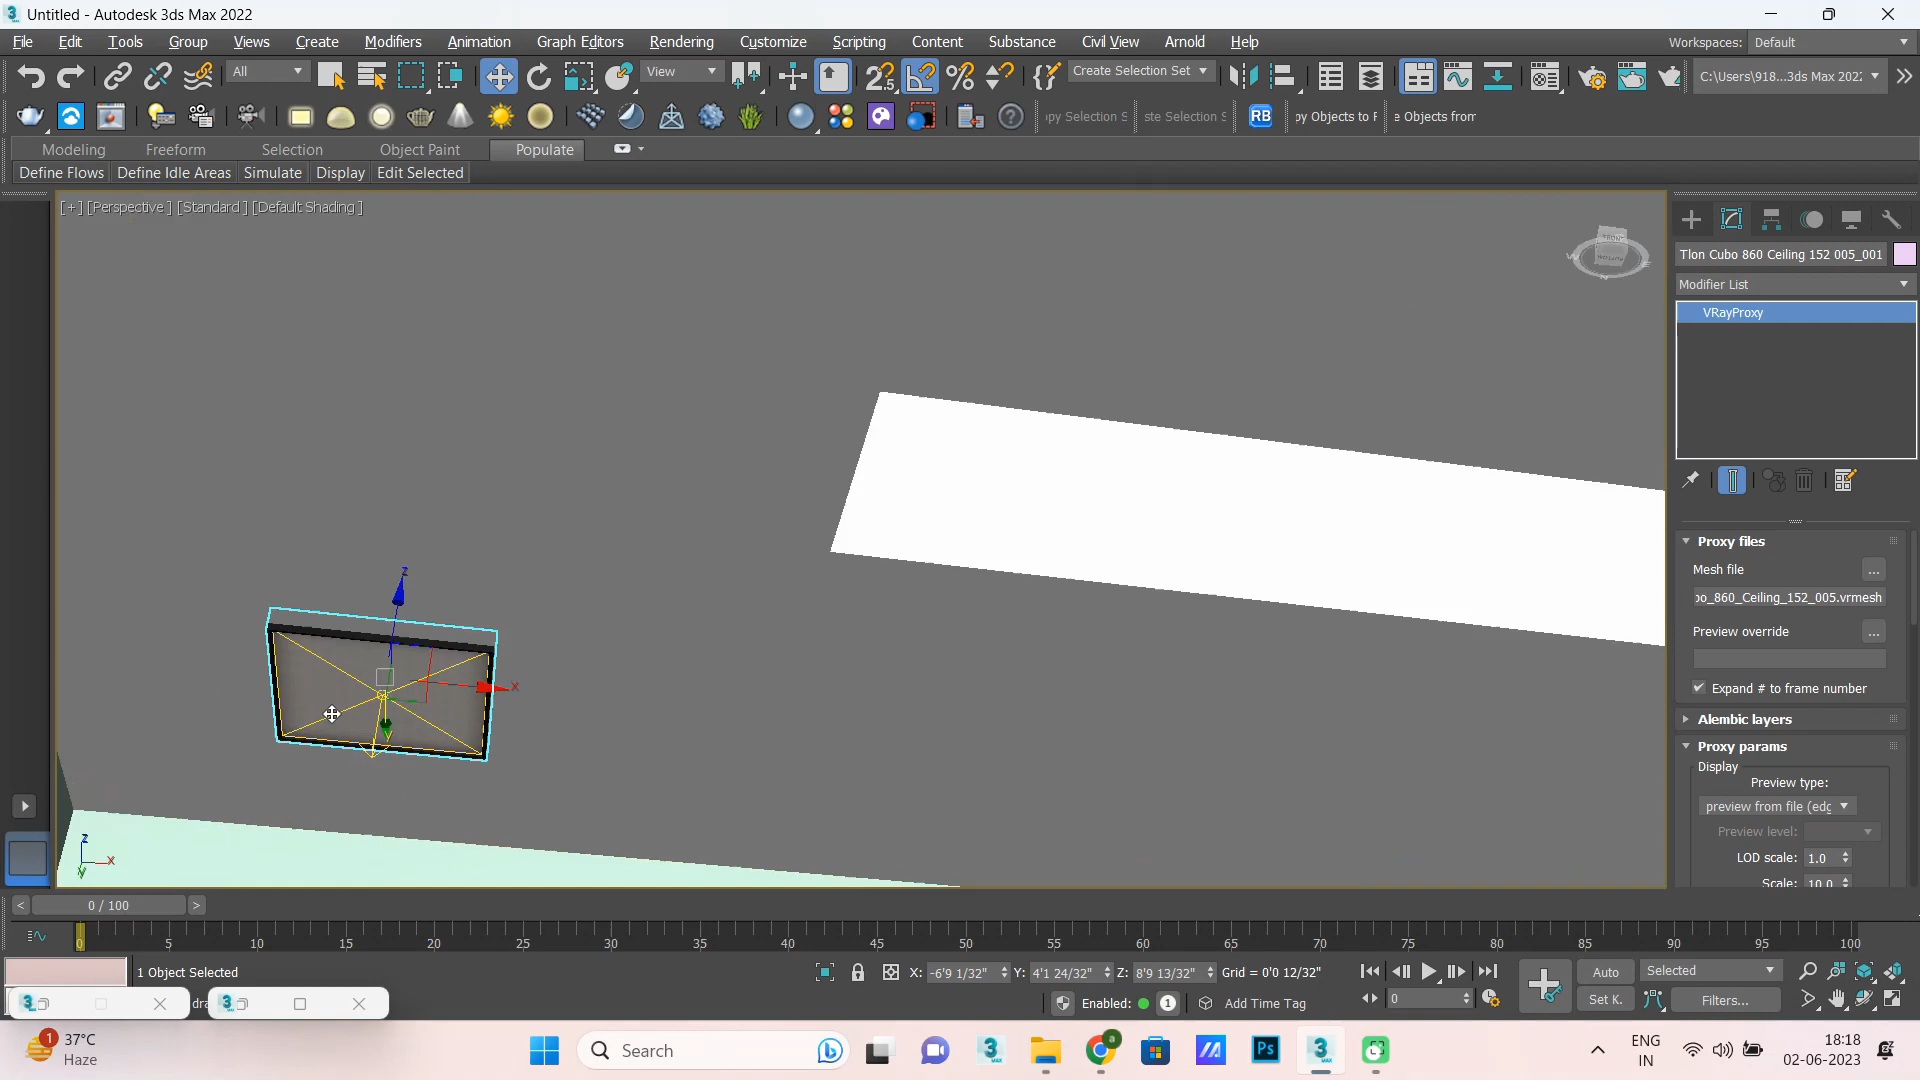 Untitled - Autodesk 3ds Max 2022
File Edit Tools Group Views Create Modifiers Animation Graph Editors Rendering Customize Scripting Content Substance Civil View Arnold Help Workspaces: Default
All View Create Selection Set C:\Users\918...3ds Max 202
py Selection S ste Selection S RB py Objects to F e Objects from
Modeling Freeform Selection Object Paint Populate
Define Flows Define Idle Areas Simulate Display Edit Selected
[+] [Perspective] [Standard] [Default Shading]
Tlon Cubo 860 Ceiling 152 005_001
Modifier List
VRayProxy
Proxy files
Mesh file ...
oo_860_Ceiling_152_005.vrmesh
Preview override ...
Expand # to frame number
Alembic layers
Proxy params
Display
Preview type:
preview from file (edg
Preview level:
LOD scale: 1.0
Scale: 10.0
z
x
y
z
x
y
< 0 / 100 >
0 5 10 15 20 25 30 35 40 45 50 55 60 65 70 75 80 85 90 95 100
1 Object Selected X: -6'9 1/32" Y: 4'1 24/32" Z: 8'9 13/32" Grid = 0'0 12/32" Auto Selected
dra Enabled: 1 Add Time Tag 0 Set K. Filters...
1 37°C
Haze
Search
ENG
IN
18:18
02-06-2023